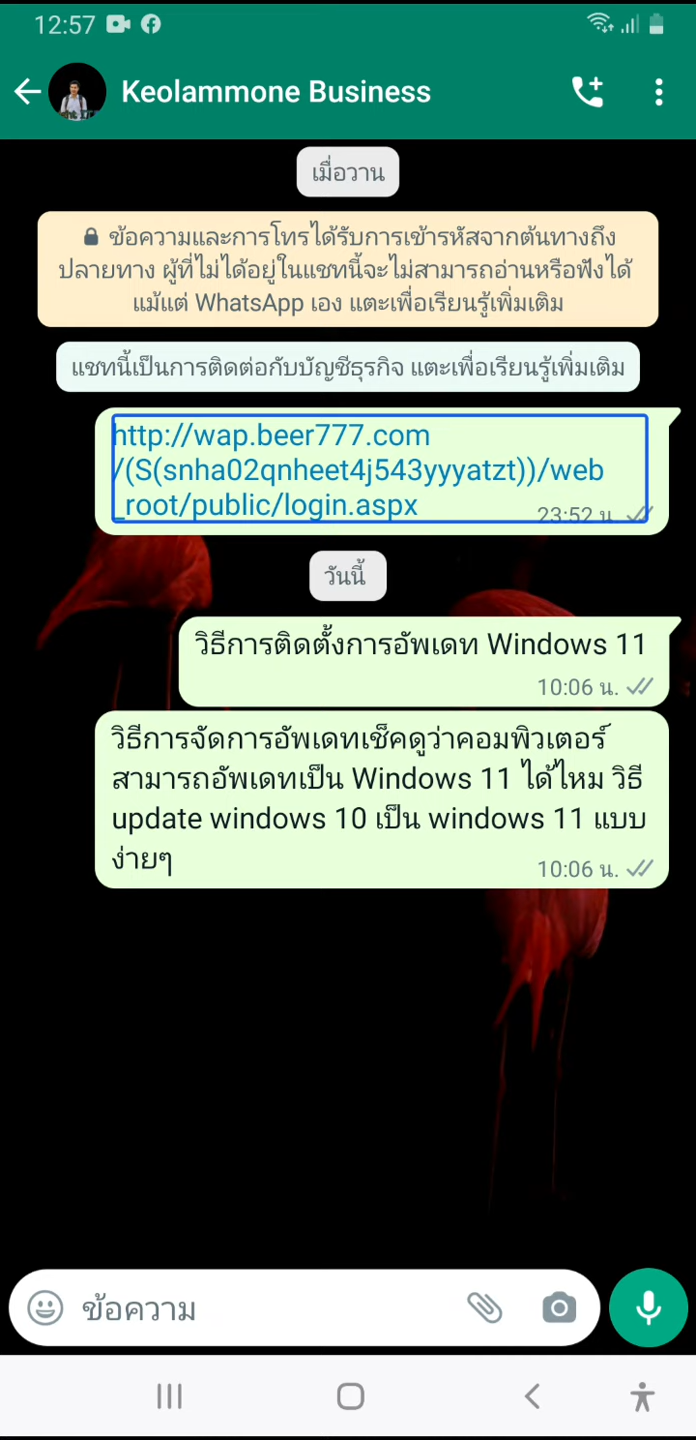 12:57
Keolammone Business
เมื่อวาน
ข้อความและการโทรได้รับการเข้ารหัสจากต้นทางถึง
ปลายทาง ผู้ที่ไม่ได้อยู่ในแชทนี้จะไม่สามารถอ่านหรือฟังได้
แม้แต่ WhatsApp เอง แตะเพื่อเรียนรู้เพิ่มเติม
แชทนี้เป็นการติดต่อกับบัญชีธุรกิจ แตะเพื่อเรียนรู้เพิ่มเติม
http://wap.beer777.com
/(S(snha02qnheet4j543yyyatzt))/web
_root/public/login.aspx
23:52 น.
วันนี้
วิธีการติดตั้งการอัพเดท Windows 11
10:06 น.
วิธีการจัดการอัพเดทเช็คดูว่าคอมพิวเตอร์
สามารถอัพเดทเป็น Windows 11 ได้ไหม วิธี
update windows 10 เป็น windows 11 แบบ
ง่ายๆ
10:06 น.
ข้อความ